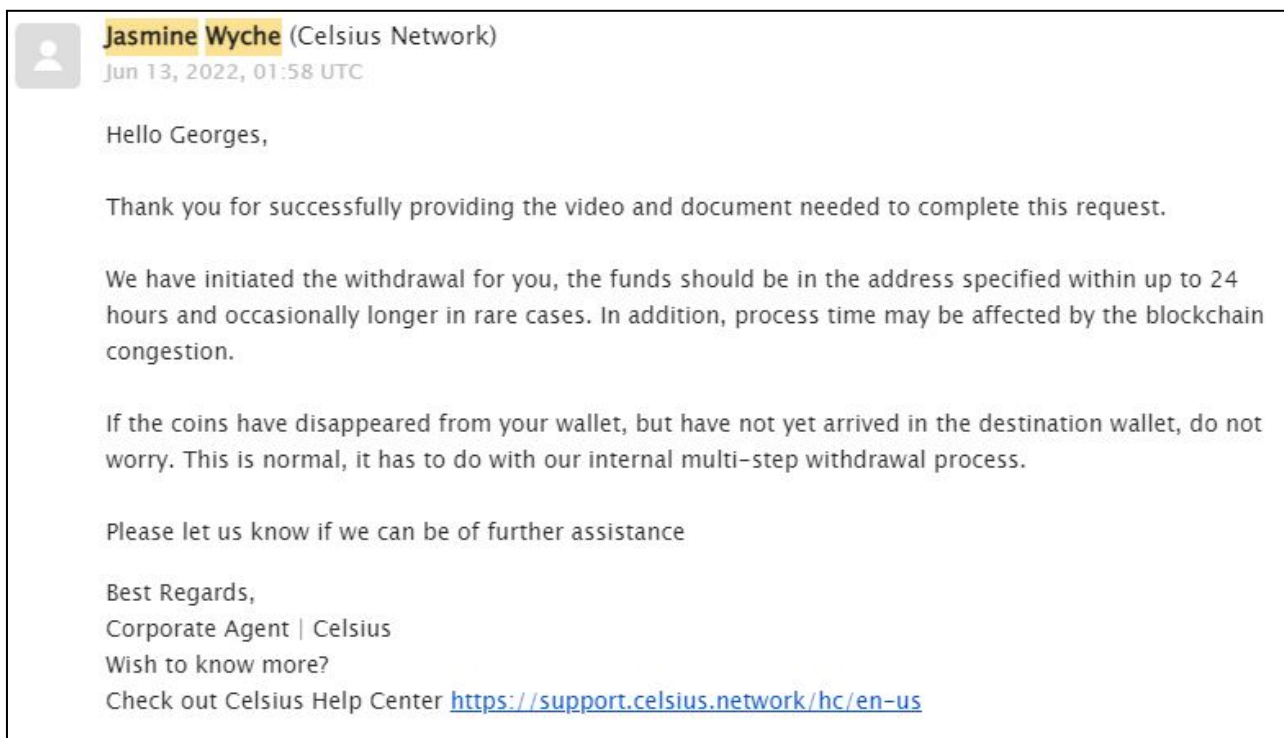 Jasmine Wyche (Celsius Network)
Jun 13, 2022, 01:58 UTC
Hello Georges,
Thank you for successfully providing the video and document needed to complete this request.
We have initiated the withdrawal for you, the funds should be in the address specified within up to 24
hours and occasionally longer in rare cases. In addition, process time may be affected by the blockchain
congestion.
If the coins have disappeared from your wallet, but have not yet arrived in the destination wallet, do not
worry. This is normal, it has to do with our internal multi-step withdrawal process.
Please let us know if we can be of further assistance
Best Regards,
Corporate Agent | Celsius
Wish to know more?
Check out Celsius Help Center https://support.celsius.network/hc/en-us